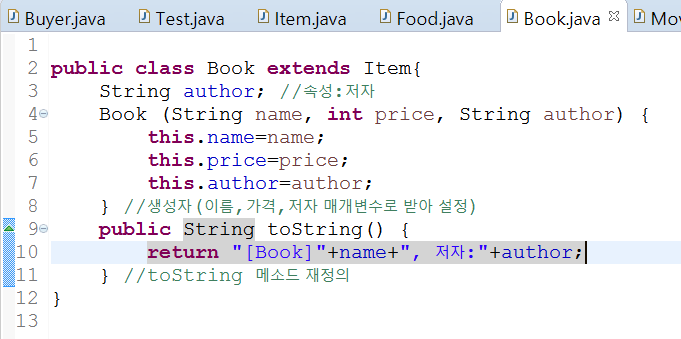 Buyer.java Test.java Item.java Food.java Book.java Mov
1
2 public class Book extends Item{
3 String author; //속성:저자
4 Book (String name, int price, String author) {
5 this.name=name;
6 this.price=price;
7 this.author=author;
8 } //생성자(이름,가격,저자 매개변수로 받아 설정)
9 public String toString() {
10 return "[Book]"+name+", 저자:"+author;
11 } //toString 메소드 재정의
12 }
13